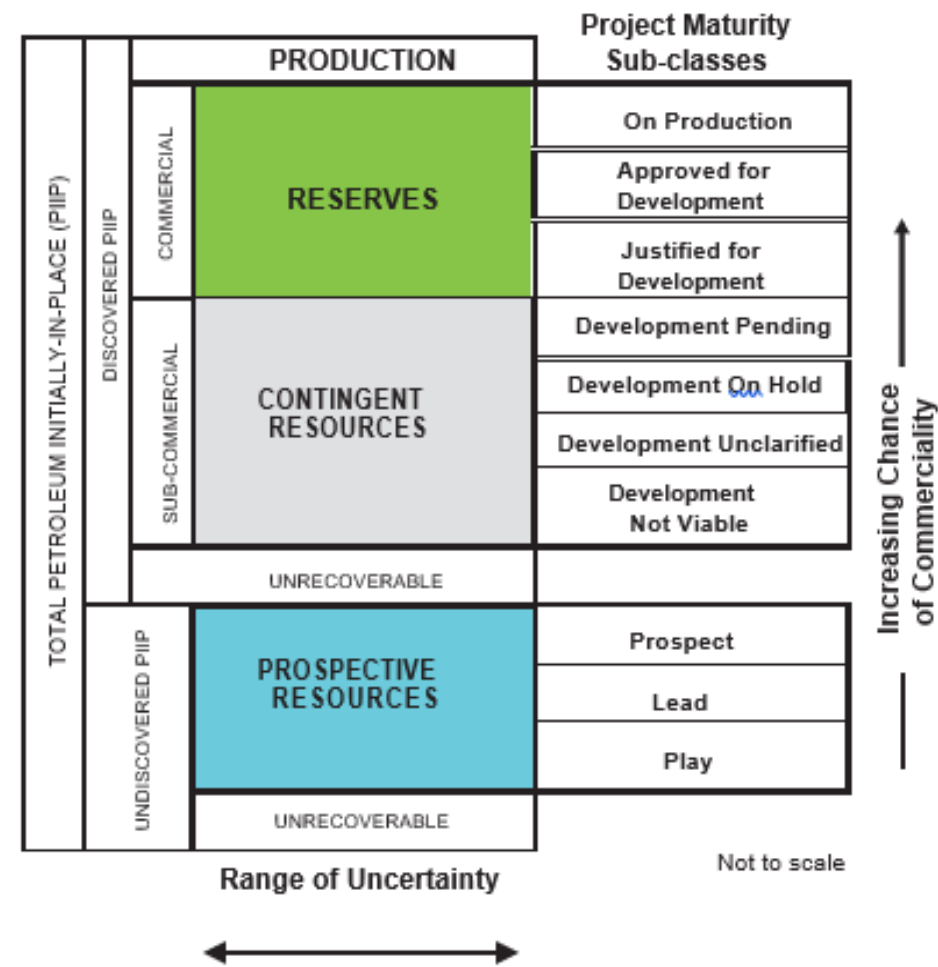 Project Maturity
Sub-classes
PRODUCTION
TOTAL PETROLEUM INITIALLY-IN-PLACE (PIIP)
DISCOVERED PIIP
COMMERCIAL
RESERVES
On Production
Approved for
Development
Justified for
Development
SUB-COMMERCIAL
CONTINGENT
RESOURCES
Development Pending
Development On Hold
Development Unclarified
Development
Not Viable
UNRECOVERABLE
UNDISCOVERED PIIP
PROSPECTIVE
RESOURCES
Prospect
Lead
Play
UNRECOVERABLE
Increasing Chance
of Commerciality
Not to scale
Range of Uncertainty